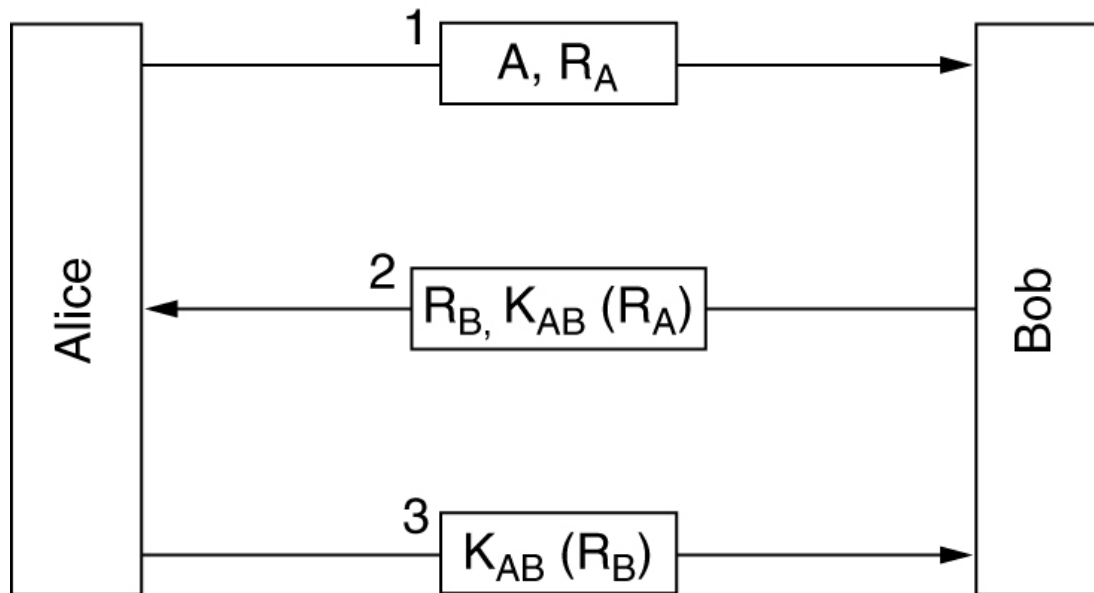 1
A, R_A
Alice
2
R_B, K_AB (R_A)
Bob
3
K_AB (R_B)